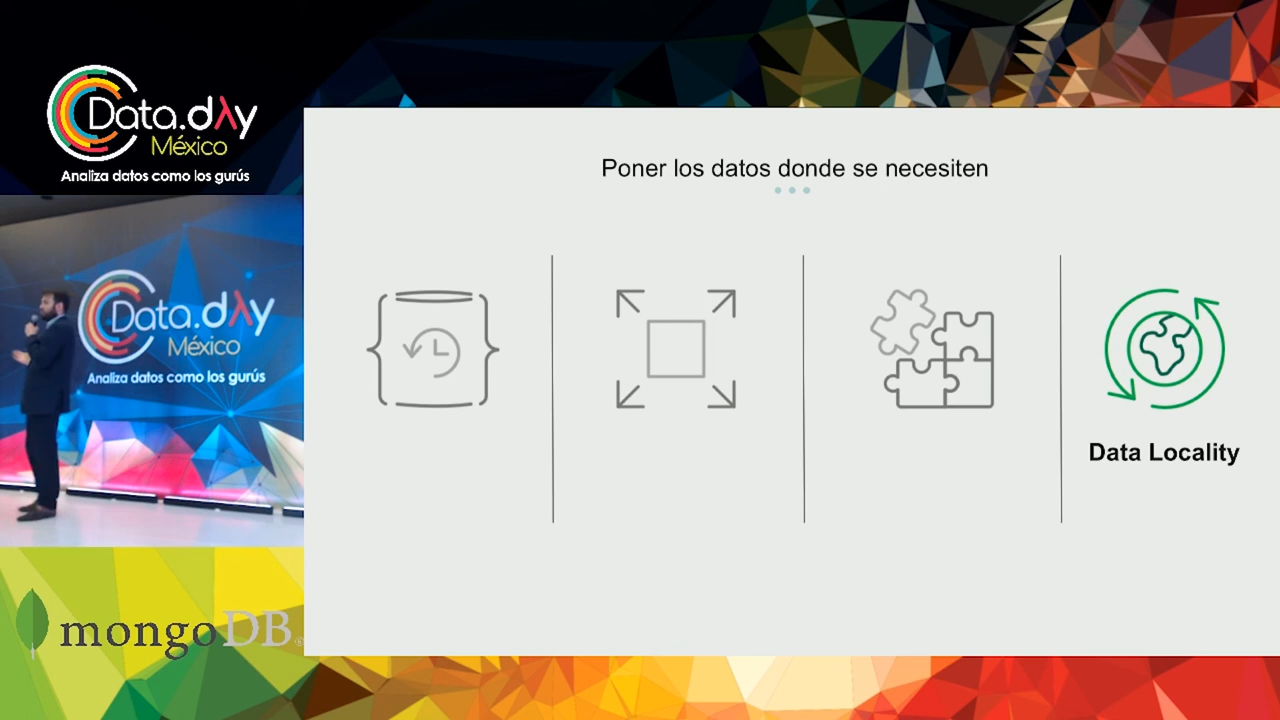 Data.dλy
México
Analiza datos como los gurús
Poner los datos donde se necesiten
Data Locality
Data.dλy
México
Analiza datos como los gurús
mongoDB